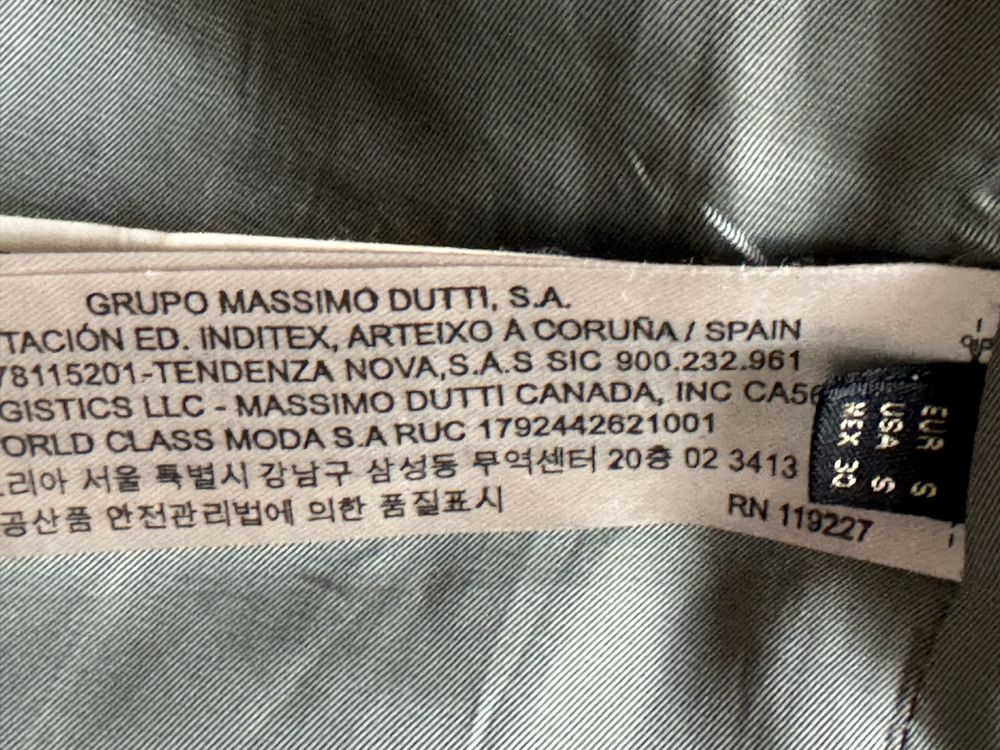 GRUPO MASSIMO DUTTI, S.A.
TACIÓN ED. INDITEX, ARTEIXO A CORUÑA / SPAIN
78115201-TENDENZA NOVA,S.A.S SIC 900.232.961
GISTICS LLC - MASSIMO DUTTI CANADA, INC CA56
ORLD CLASS MODA S.A RUC 1792442621001
리아 서울 특별시 강남구 삼성동 무역센터 20층 02 3413
공산품 안전관리법에 의한 품질표시
RN 119227
EUR S
USA S
MEX 30